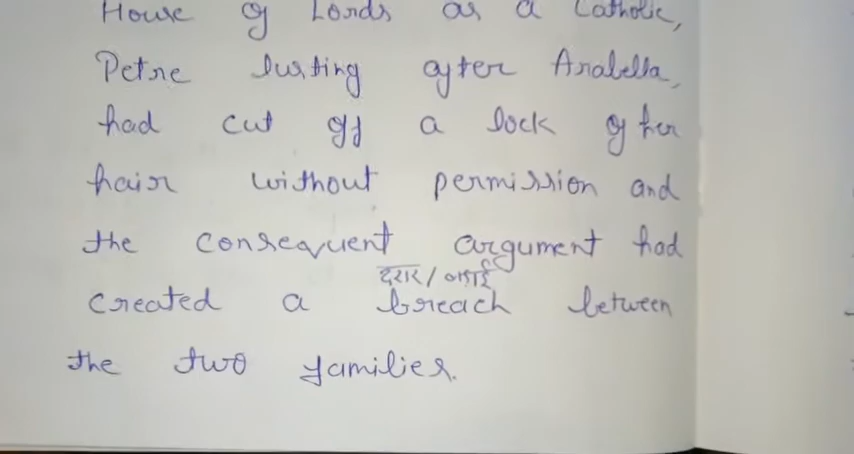 House of Lords as a Catholic,
Petre lusting after Arabella,
had cut off a lock of her
hair without permission and
the consequent argument had
दरार / लड़ाई
created a breach between
the two families.